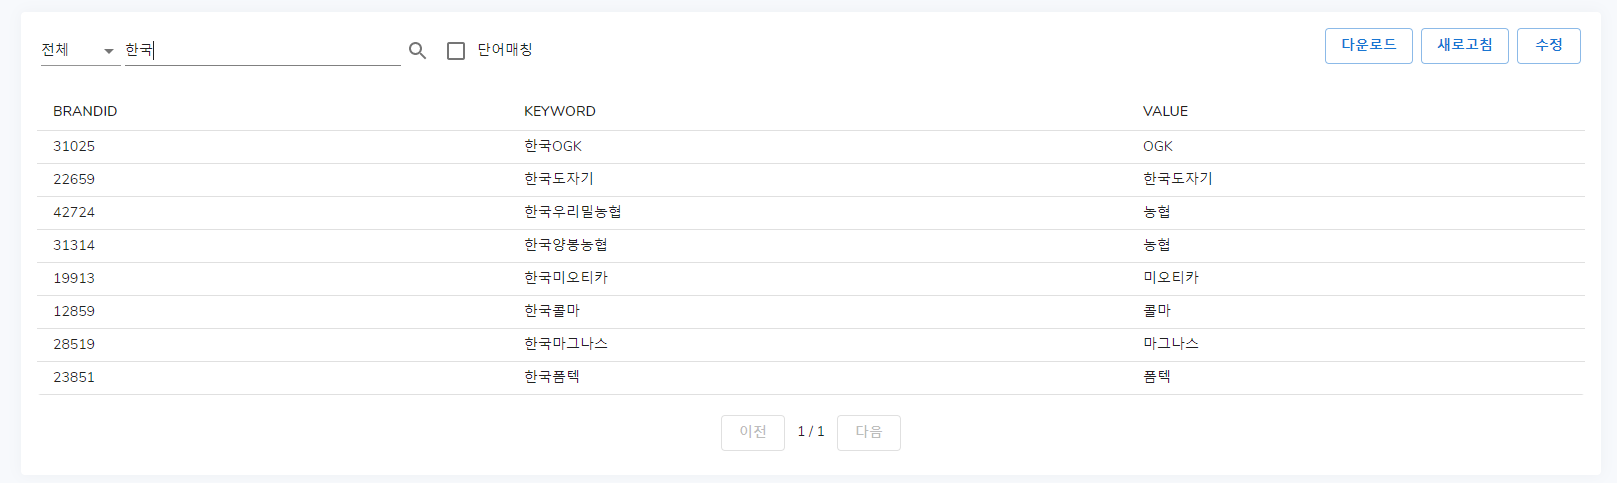 전체 한국 단어매칭 다운로드 새로고침 수정
BRANDID KEYWORD VALUE
31025 한국OGK OGK
22659 한국도자기 한국도자기
42724 한국우리밀농협 농협
31314 한국양봉농협 농협
19913 한국미오티카 미오티카
12859 한국콜마 콜마
28519 한국마그나스 마그나스
23851 한국폼텍 폼텍
이전 1 / 1 다음